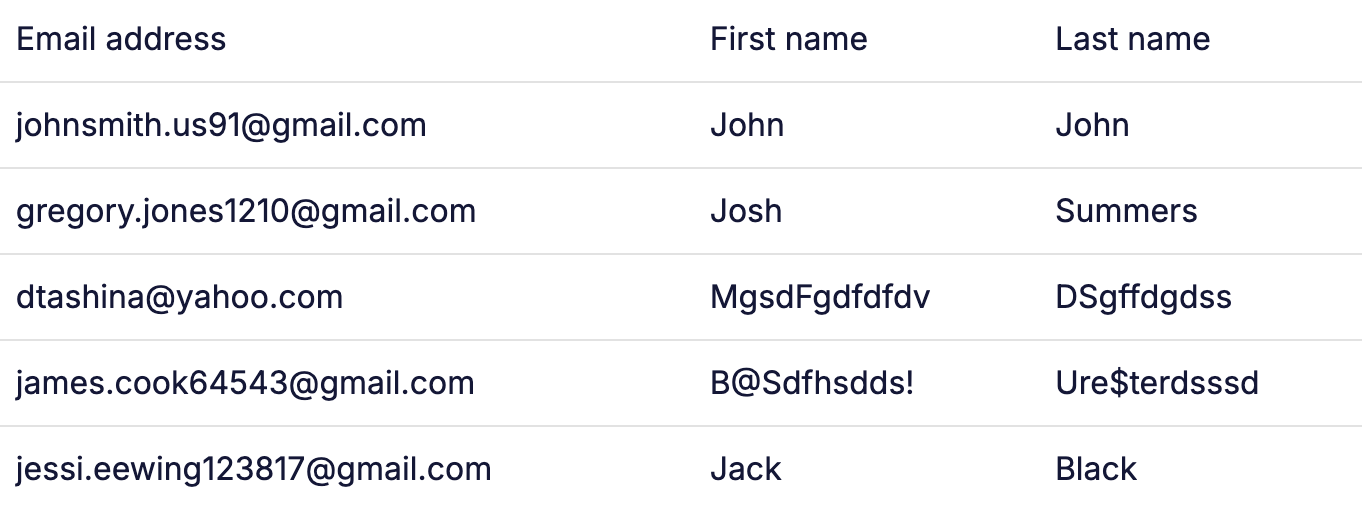 Email address First name Last name
johnsmith.us91@gmail.com John John
gregory.jones1210@gmail.com Josh Summers
dtashina@yahoo.com MgsdFgdfdfdv DSgffdgdss
james.cook64543@gmail.com B@Sdfhsdds! Ure$terdsssd
jessi.eewing123817@gmail.com Jack Black